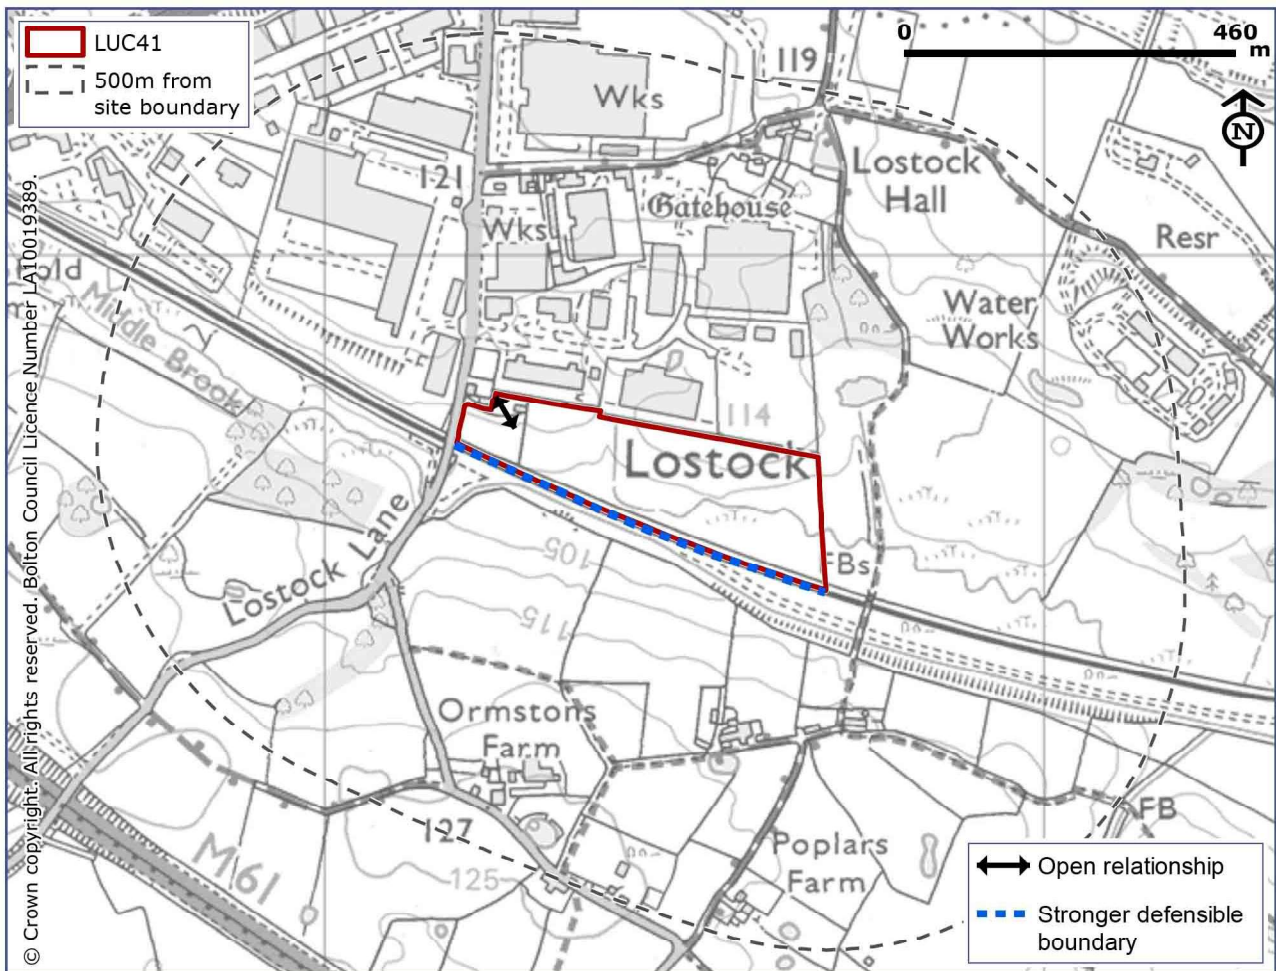 LUC41
500m from
site boundary
0 460
m
N
119
Wks
Lostock
Hall
121
Gatehouse
Wks
Resr
old
Middle Brook
Water
Works
114
Lostock
Lostock Lane
105
FBs
115
Ormstons
Farm
127
125
M61
Poplars
Farm
FB
Open relationship
Stronger defensible
boundary
© Crown copyright. All rights reserved. Bolton Council Licence Number LA100019389.